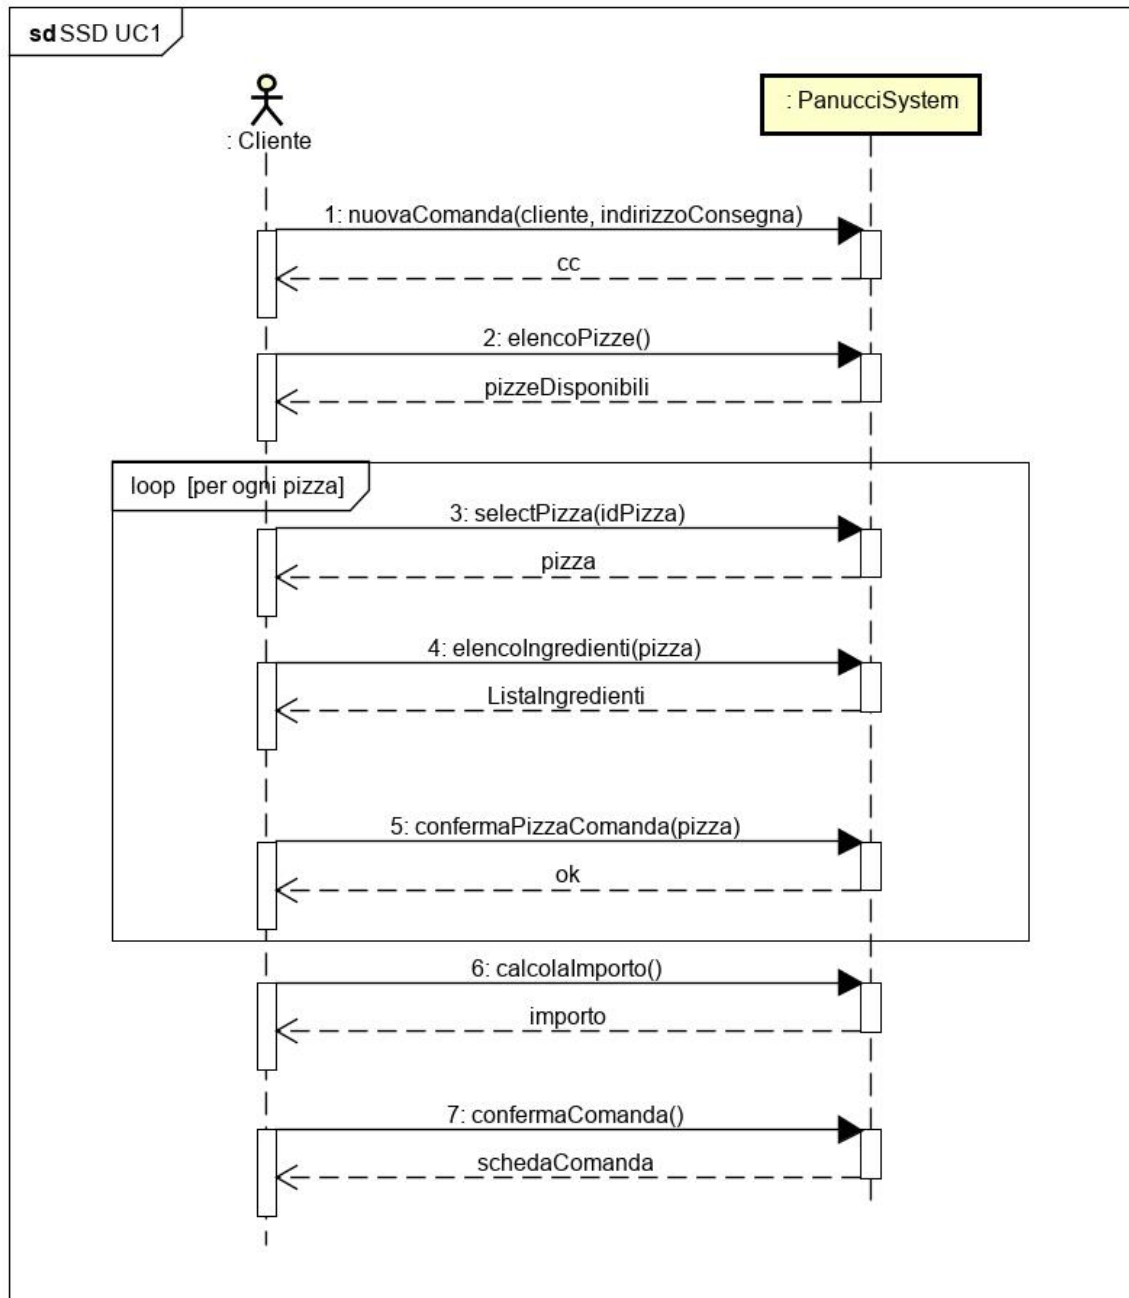 sd SSD UC1
: Cliente
: PanucciSystem
1: nuovaComanda(cliente, indirizzoConsegna)
cc
2: elencoPizze()
pizzeDisponibili
loop [per ogni pizza]
3: selectPizza(idPizza)
pizza
4: elencoIngredienti(pizza)
ListaIngredienti
5: confermaPizzaComanda(pizza)
ok
6: calcolaImporto()
importo
7: confermaComanda()
schedaComanda